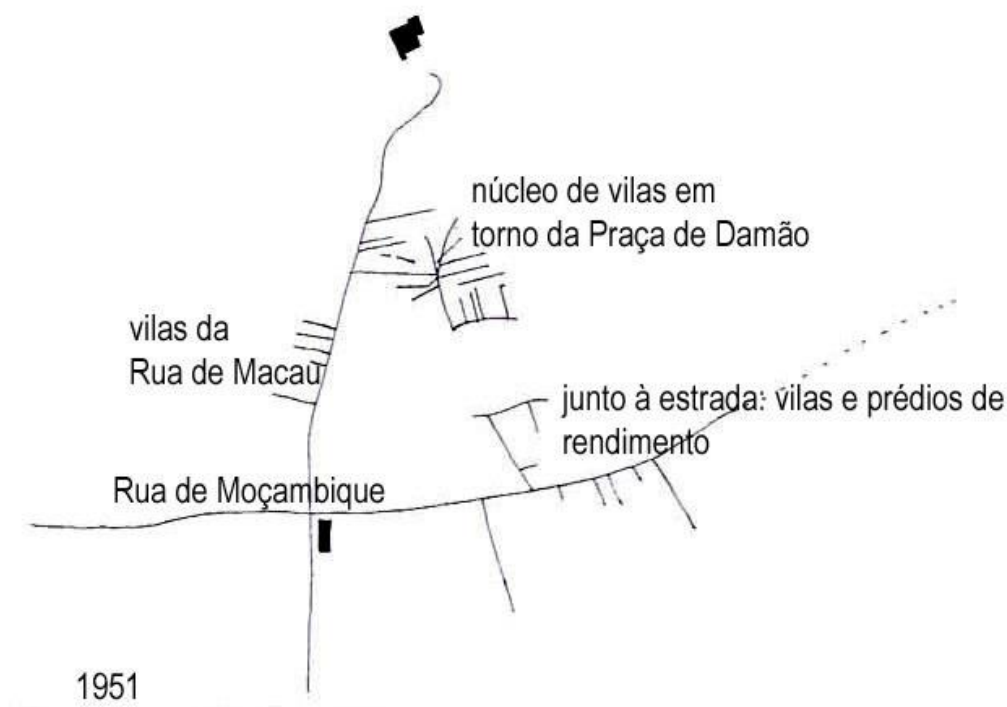 núcleo de vilas em
torno da Praça de Damão
vilas da
Rua de Macau
junto à estrada: vilas e prédios de
rendimento
Rua de Moçambique
1951